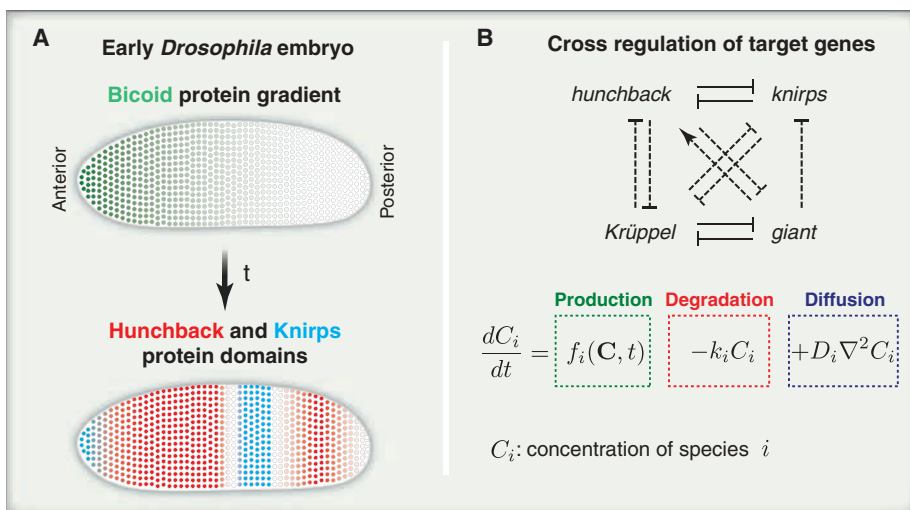 A
Early Drosophila embryo
Bicoid protein gradient
Anterior
Posterior
t
Hunchback and Knirps
protein domains
B
Cross regulation of target genes
hunchback knirps
Krüppel giant
Production Degradation Diffusion
dC_i/dt = f_i(C, t) −k_iC_i +D_i∇²C_i
C_i: concentration of species i